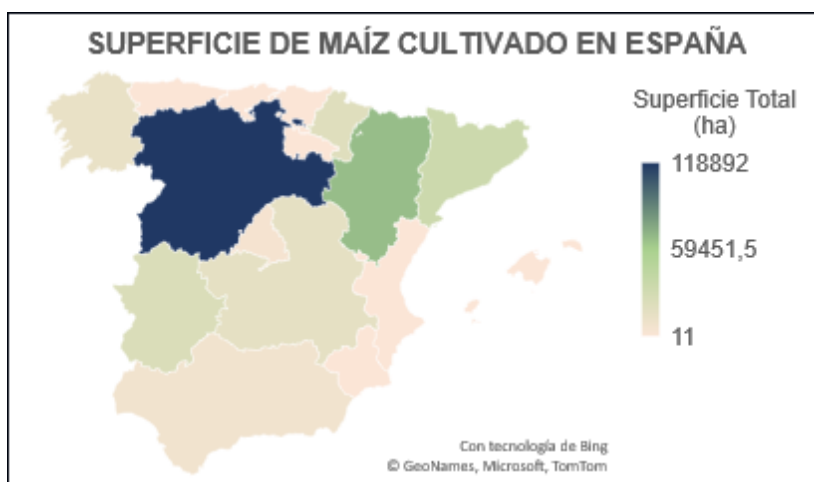 SUPERFICIE DE MAÍZ CULTIVADO EN ESPAÑA
Superficie Total
(ha)
118892
59451,5
11
Con tecnología de Bing
© GeoNames, Microsoft, TomTom